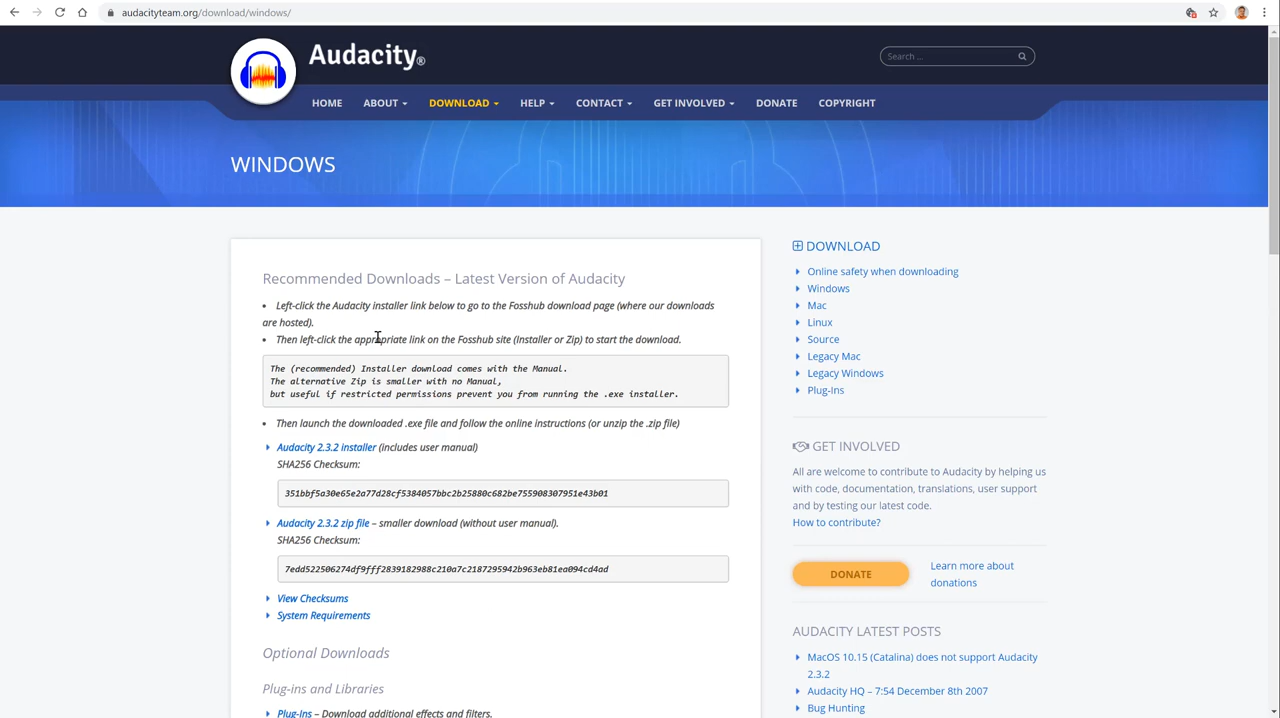 audacityteam.org/download/windows/
Audacity®
Search ...
HOME ABOUT DOWNLOAD HELP CONTACT GET INVOLVED DONATE COPYRIGHT
WINDOWS
Recommended Downloads – Latest Version of Audacity
• Left-click the Audacity installer link below to go to the Fosshub download page (where our downloads
are hosted).
• Then left-click the appropriate link on the Fosshub site (Installer or Zip) to start the download.
The (recommended) Installer download comes with the Manual.
The alternative Zip is smaller with no Manual,
but useful if restricted permissions prevent you from running the .exe installer.
• Then launch the downloaded .exe file and follow the online instructions (or unzip the .zip file)
Audacity 2.3.2 installer (includes user manual)
SHA256 Checksum:
351bbf5a30e65e2a77d28cf5384057bbc2b25880c682be755908307951e43b01
Audacity 2.3.2 zip file – smaller download (without user manual).
SHA256 Checksum:
7edd522506274df9fff2839182988c210a7c2187295942b963eb81ea094cd4ad
View Checksums
System Requirements
Optional Downloads
Plug-ins and Libraries
Plug-Ins – Download additional effects and filters.
DOWNLOAD
Online safety when downloading
Windows
Mac
Linux
Source
Legacy Mac
Legacy Windows
Plug-Ins
GET INVOLVED
All are welcome to contribute to Audacity by helping us
with code, documentation, translations, user support
and by testing our latest code.
How to contribute?
DONATE
Learn more about
donations
AUDACITY LATEST POSTS
MacOS 10.15 (Catalina) does not support Audacity
2.3.2
Audacity HQ – 7:54 December 8th 2007
Bug Hunting